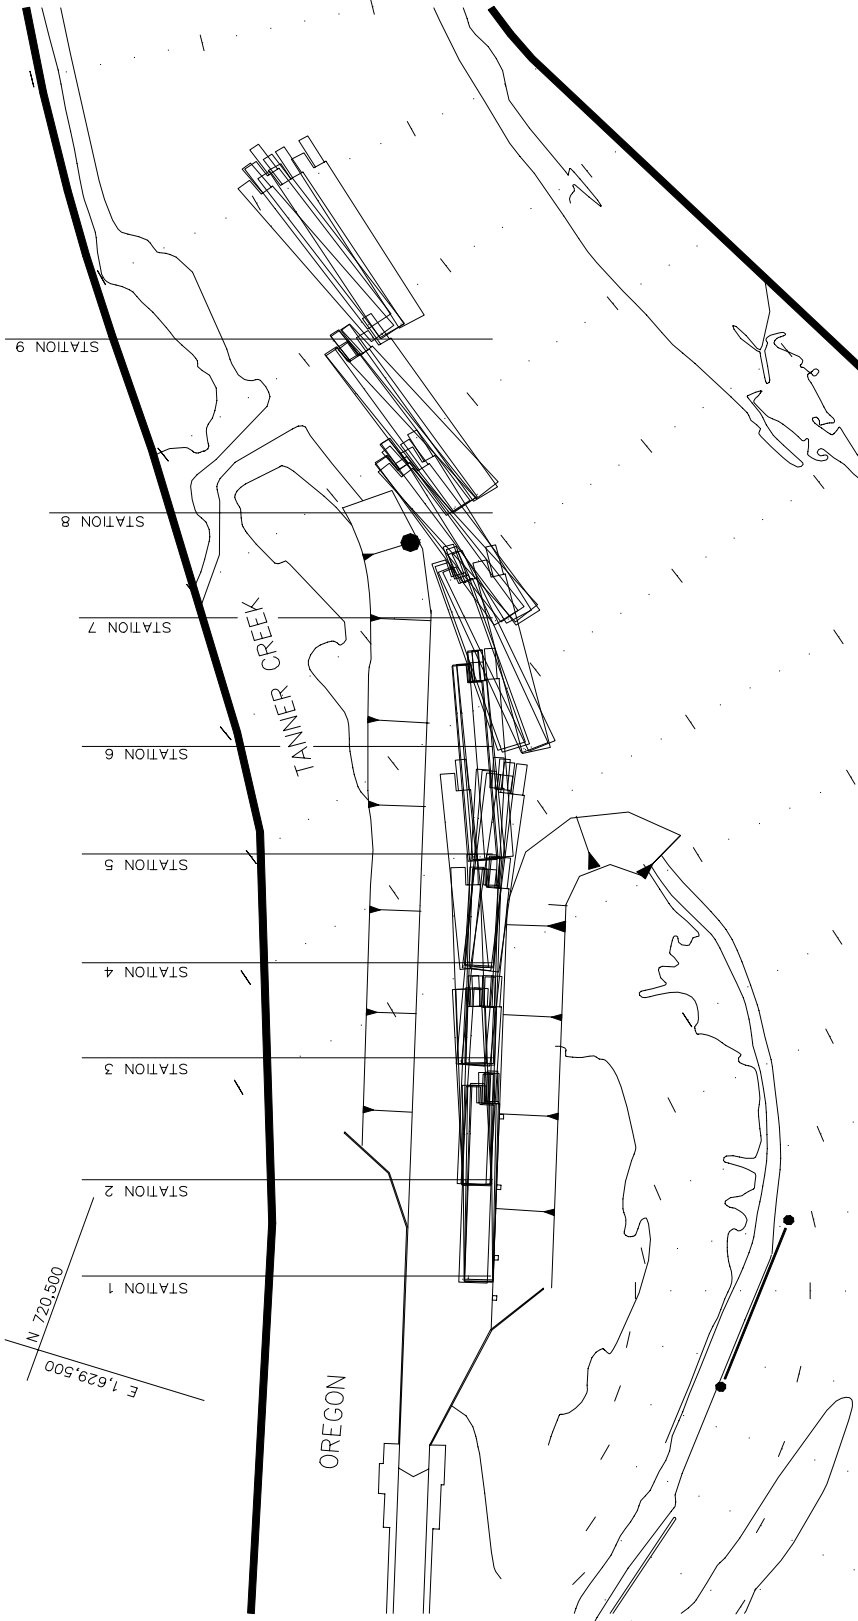 STATION 9
STATION 8
STATION 7
TANNER CREEK
STATION 6
STATION 5
STATION 4
STATION 3
STATION 2
STATION 1
N 720,500
E 1,629,500
OREGON